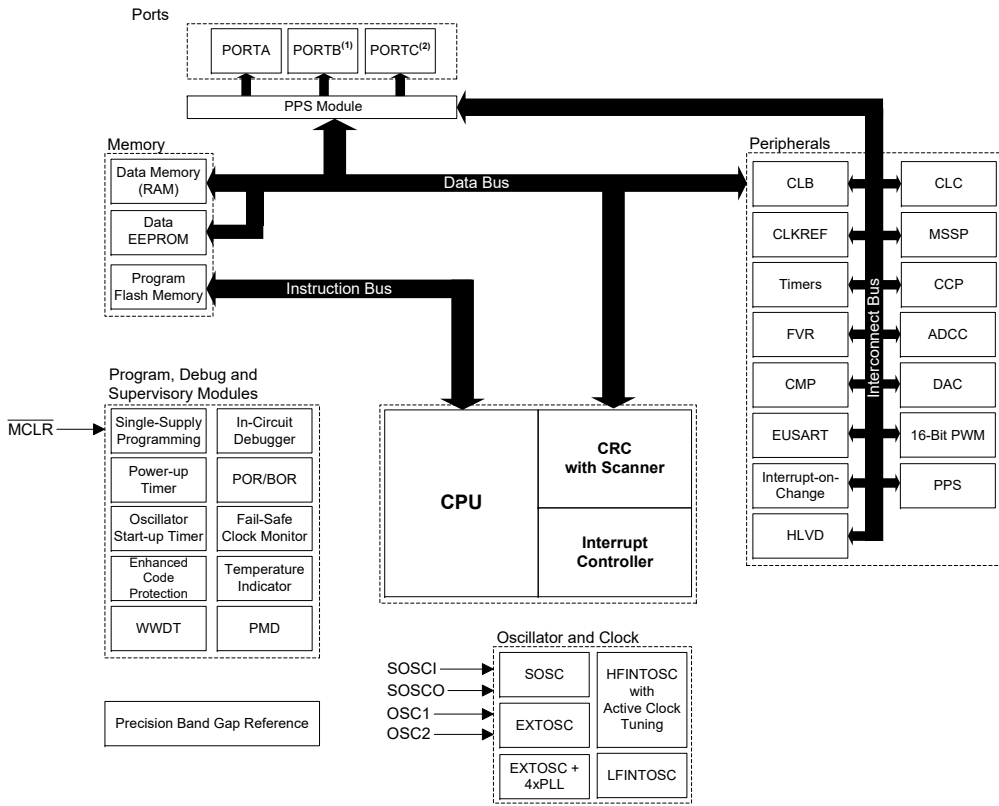 Ports
PORTA
PORTB(1)
PORTC(2)
PPS Module
Memory
Data Memory
(RAM)
Data
EEPROM
Program
Flash Memory
Data Bus
Instruction Bus
Peripherals
CLB
CLC
CLKREF
MSSP
Timers
CCP
FVR
ADCC
CMP
DAC
EUSART
16-Bit PWM
Interrupt-on-
Change
PPS
HLVD
Interconnect Bus
Program, Debug and
Supervisory Modules
MCLR
Single-Supply
Programming
In-Circuit
Debugger
Power-up
Timer
POR/BOR
Oscillator
Start-up Timer
Fail-Safe
Clock Monitor
Enhanced
Code
Protection
Temperature
Indicator
WWDT
PMD
CPU
CRC
with Scanner
Interrupt
Controller
Oscillator and Clock
SOSCI
SOSCO
OSC1
OSC2
SOSC
HFINTOSC
with
Active Clock
Tuning
EXTOSC
EXTOSC +
4xPLL
LFINTOSC
Precision Band Gap Reference